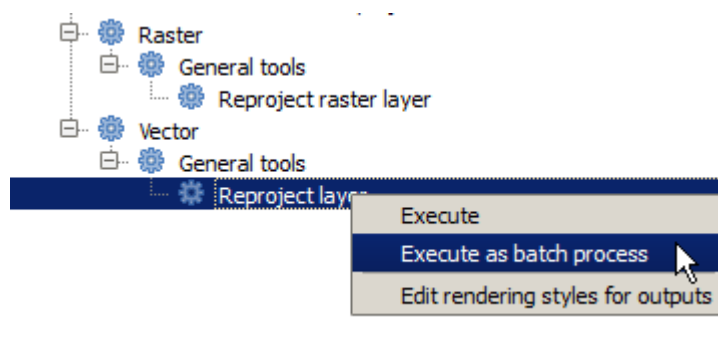 Raster
General tools
Reproject raster layer
Vector
General tools
Reproject layer
Execute
Execute as batch process
Edit rendering styles for outputs